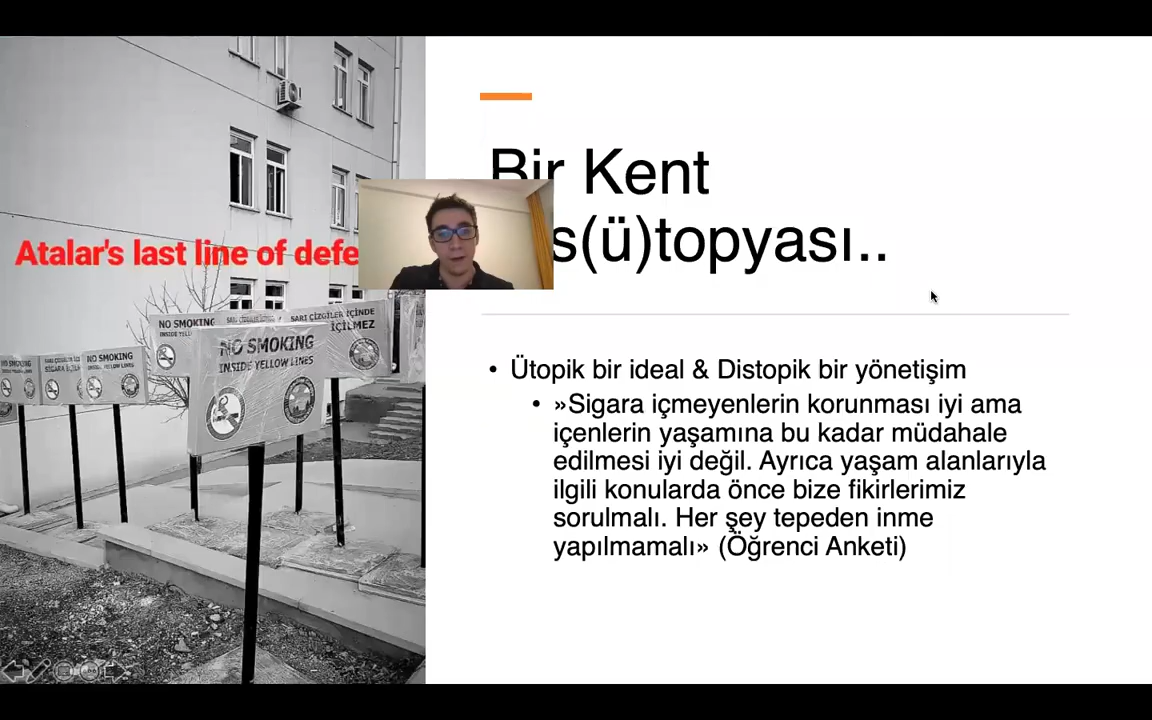 Bir Kent
s(ü)topyası..
Atalar's last line of defe
Ütopik bir ideal & Distopik bir yönetişim
»Sigara içmeyenlerin korunması iyi ama
içenlerin yaşamına bu kadar müdahale
edilmesi iyi değil. Ayrıca yaşam alanlarıyla
ilgili konularda önce bize fikirlerimiz
sorulmalı. Her şey tepeden inme
yapılmamalı» (Öğrenci Anketi)
NO SMOKING
INSIDE YELLOW LINES
NO SMOKING
SARI ÇİZGİLER İÇİNDE
İÇİLMEZ
NO SMOKING
NO SMOKING